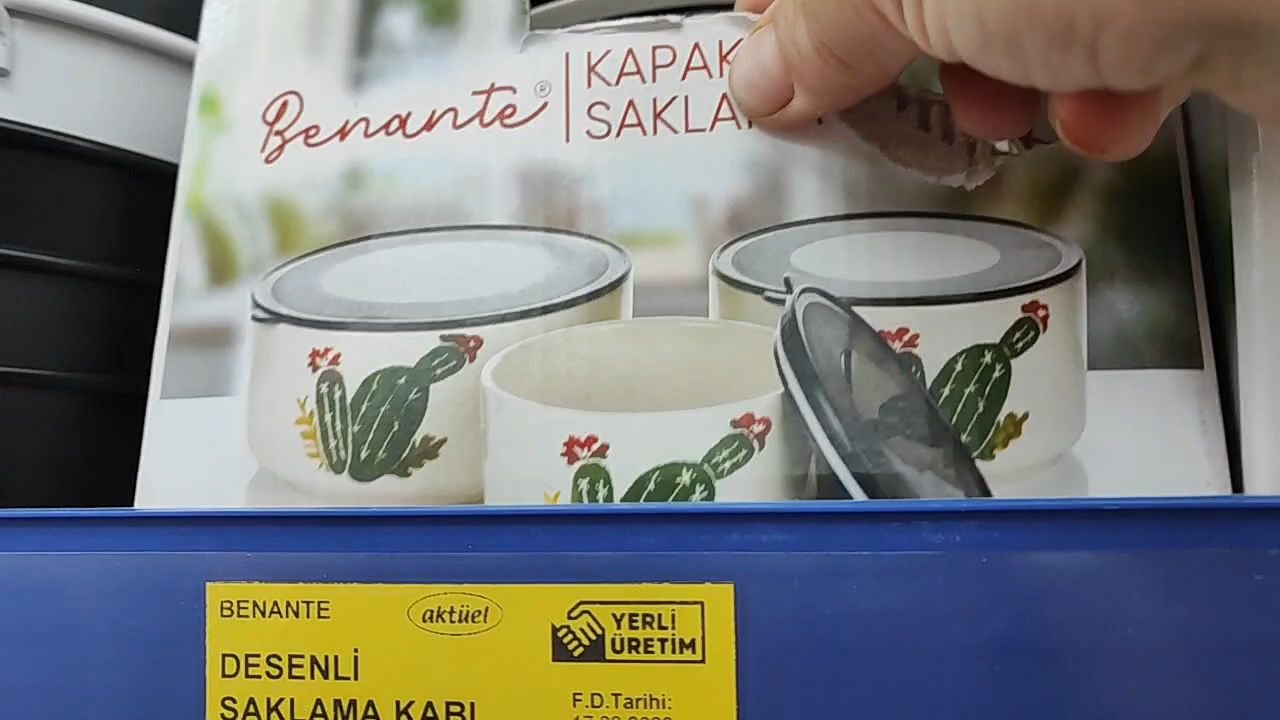 Benante®
KAPAK
SAKLA
BENANTE
aktüel
YERLİ
ÜRETİM
DESENLİ
SAKLAMA KABI
F.D.Tarihi: